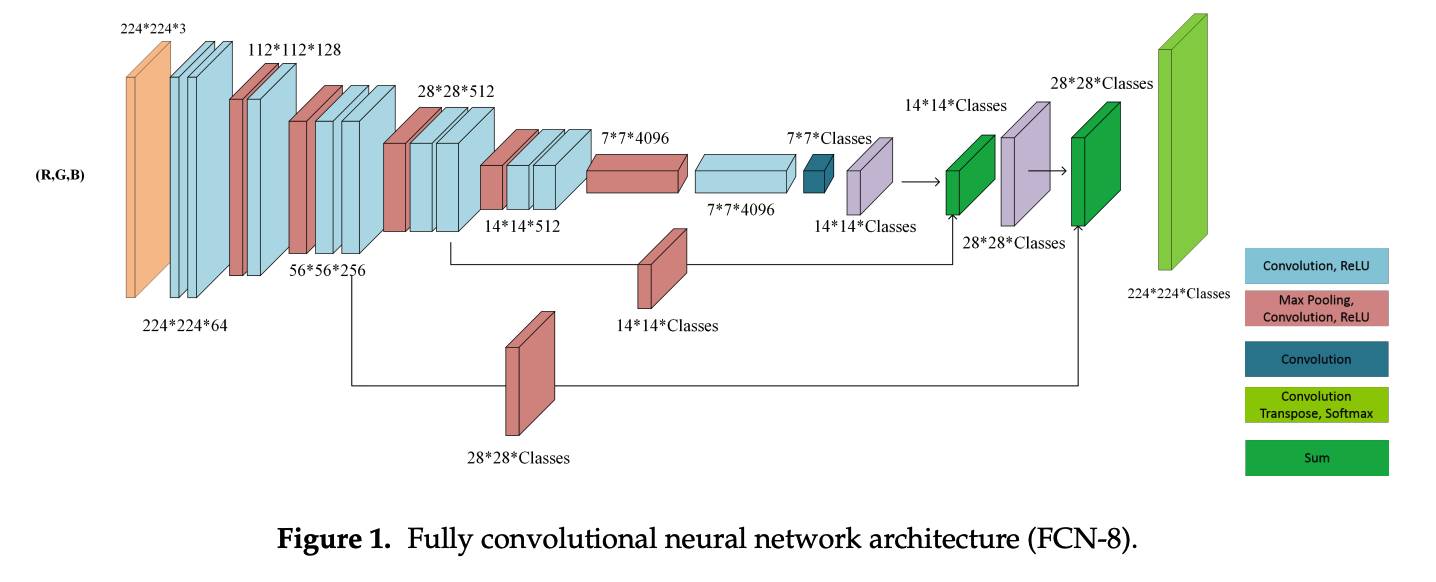 224*224*3
112*112*128
28*28*512
7*7*4096
7*7*Classes
14*14*Classes
28*28*Classes
(R,G,B)
7*7*4096
14*14*512
14*14*Classes
28*28*Classes
56*56*256
224*224*64
14*14*Classes
28*28*Classes
224*224*Classes
Convolution, ReLU
Max Pooling,
Convolution, ReLU
Convolution
Convolution
Transpose, Softmax
Sum
Figure 1. Fully convolutional neural network architecture (FCN-8).